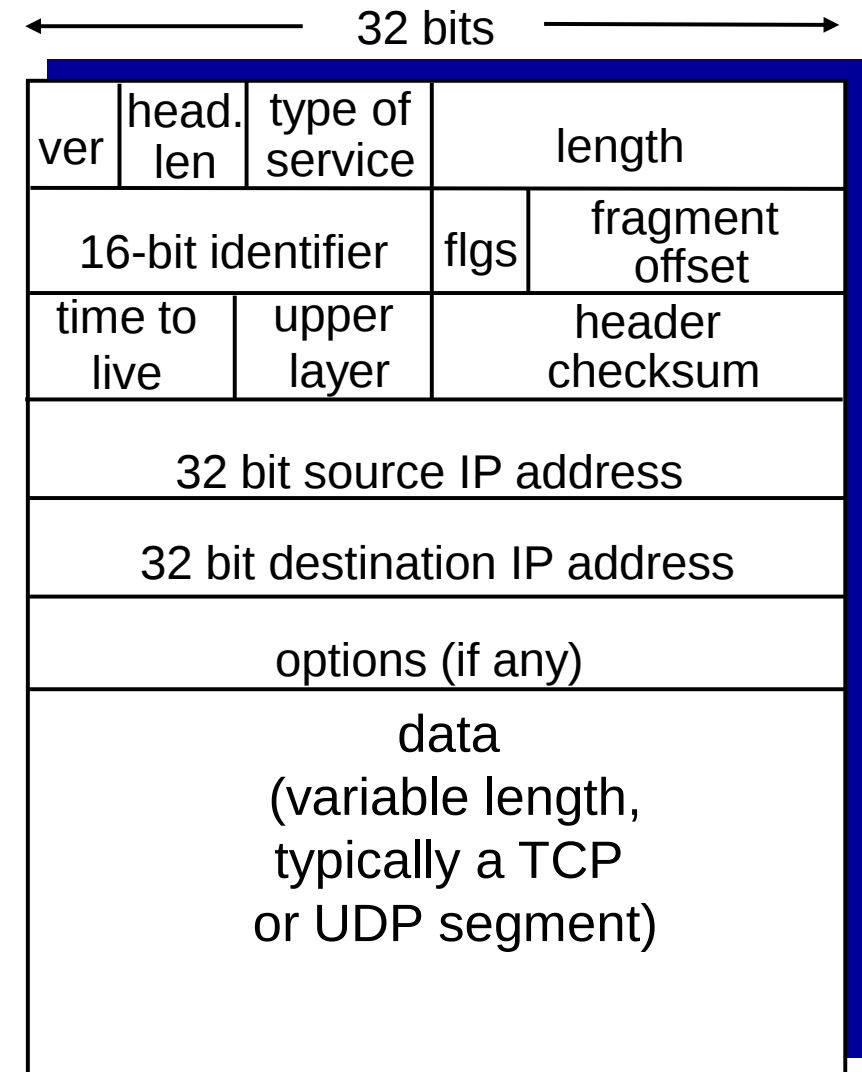 32 bits
ver
head.
len
type of
service
length
16-bit identifier
flgs
fragment
offset
time to
live
upper
layer
header
checksum
32 bit source IP address
32 bit destination IP address
options (if any)
data
(variable length,
typically a TCP
or UDP segment)